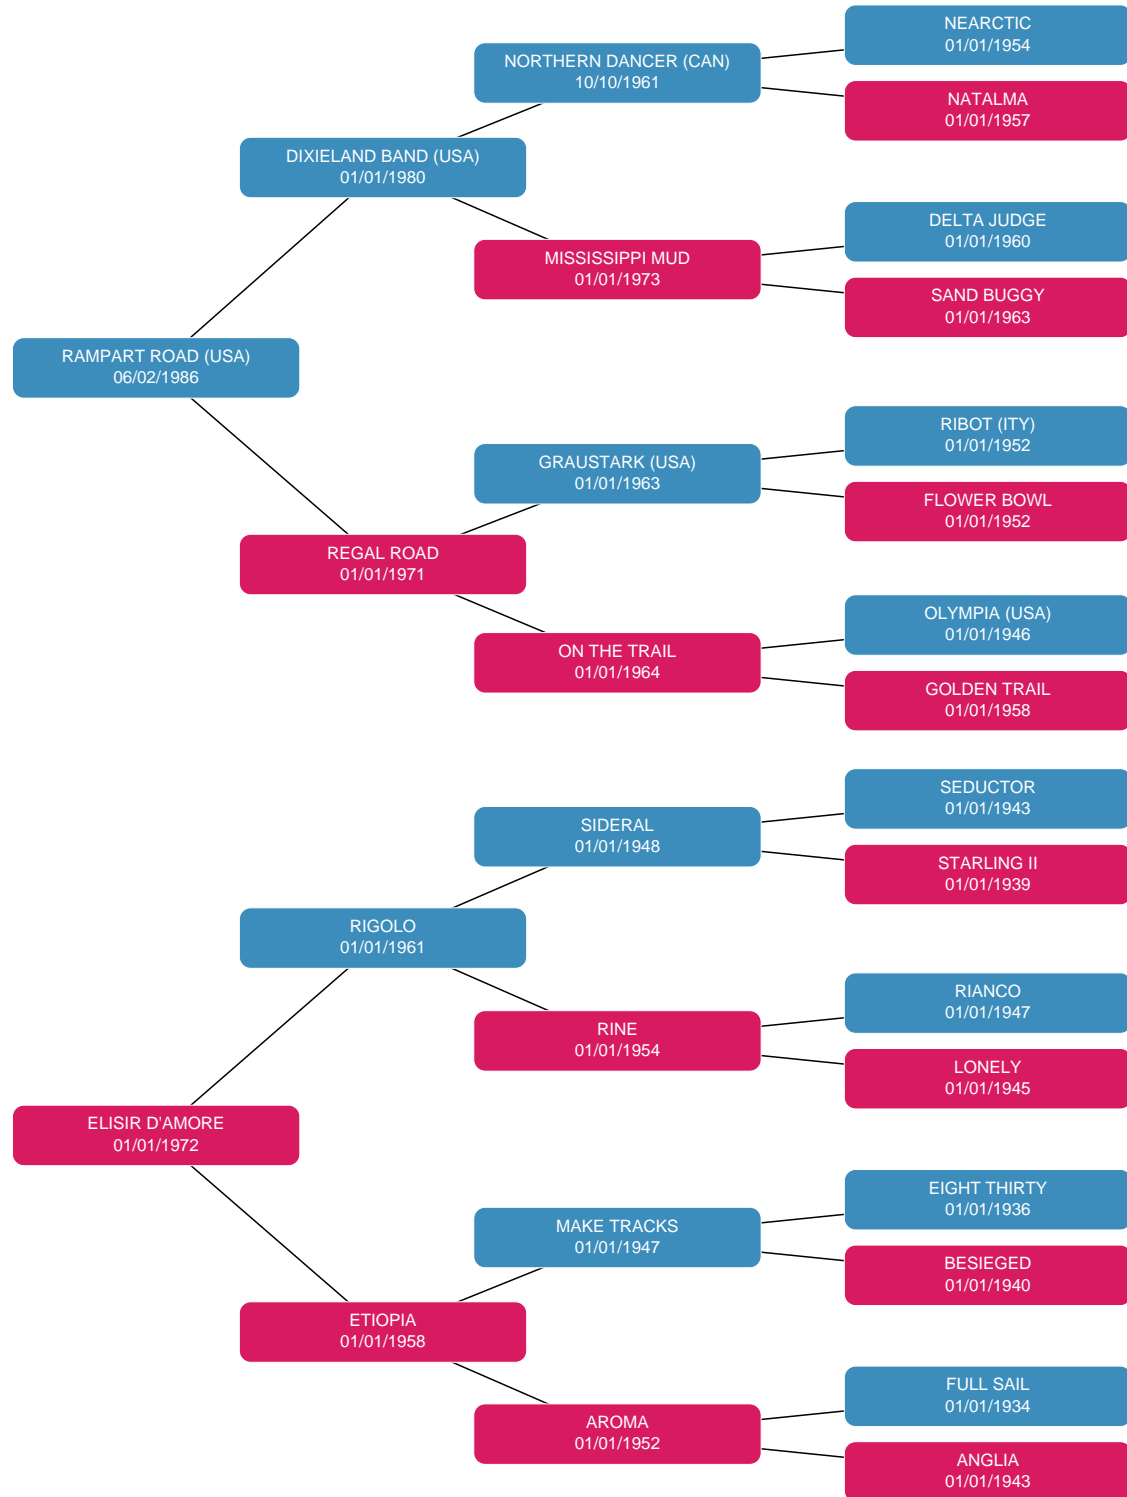 NEARCTIC
01/01/1954
NORTHERN DANCER (CAN)
10/10/1961
NATALMA
01/01/1957
DIXIELAND BAND (USA)
01/01/1980
DELTA JUDGE
01/01/1960
MISSISSIPPI MUD
01/01/1973
SAND BUGGY
01/01/1963
RAMPART ROAD (USA)
06/02/1986
RIBOT (ITY)
01/01/1952
GRAUSTARK (USA)
01/01/1963
FLOWER BOWL
01/01/1952
REGAL ROAD
01/01/1971
OLYMPIA (USA)
01/01/1946
ON THE TRAIL
01/01/1964
GOLDEN TRAIL
01/01/1958
SEDUCTOR
01/01/1943
SIDERAL
01/01/1948
STARLING II
01/01/1939
RIGOLO
01/01/1961
RIANCO
01/01/1947
RINE
01/01/1954
LONELY
01/01/1945
ELISIR D'AMORE
01/01/1972
EIGHT THIRTY
01/01/1936
MAKE TRACKS
01/01/1947
BESIEGED
01/01/1940
ETIOPIA
01/01/1958
FULL SAIL
01/01/1934
AROMA
01/01/1952
ANGLIA
01/01/1943